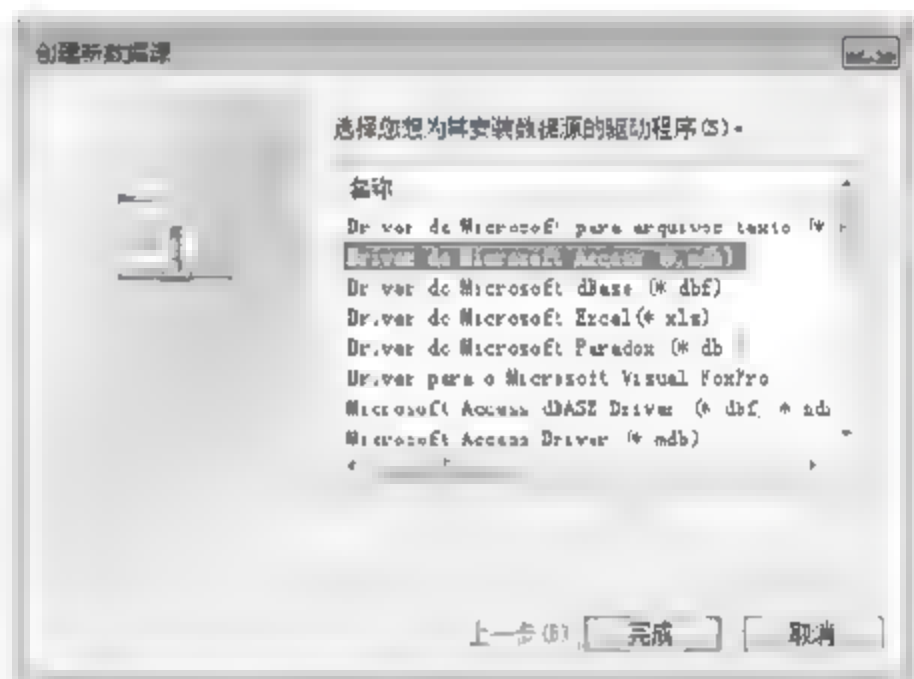 创建新数据源
选择您想为其安装数据源的驱动程序(S)。
名称
Driver da Microsoft para arquivos texto (*
Driver do Microsoft Access (*.mdb)
Driver do Microsoft dBase (*.dbf)
Driver do Microsoft Excel(*.xls)
Driver do Microsoft Paradox (*.db
Driver para o Microsoft Visual FoxPro
Microsoft Access dBASE Driver (*.dbf, *.ndx
Microsoft Access Driver (*.mdb)
上一步(B)
完成
取消